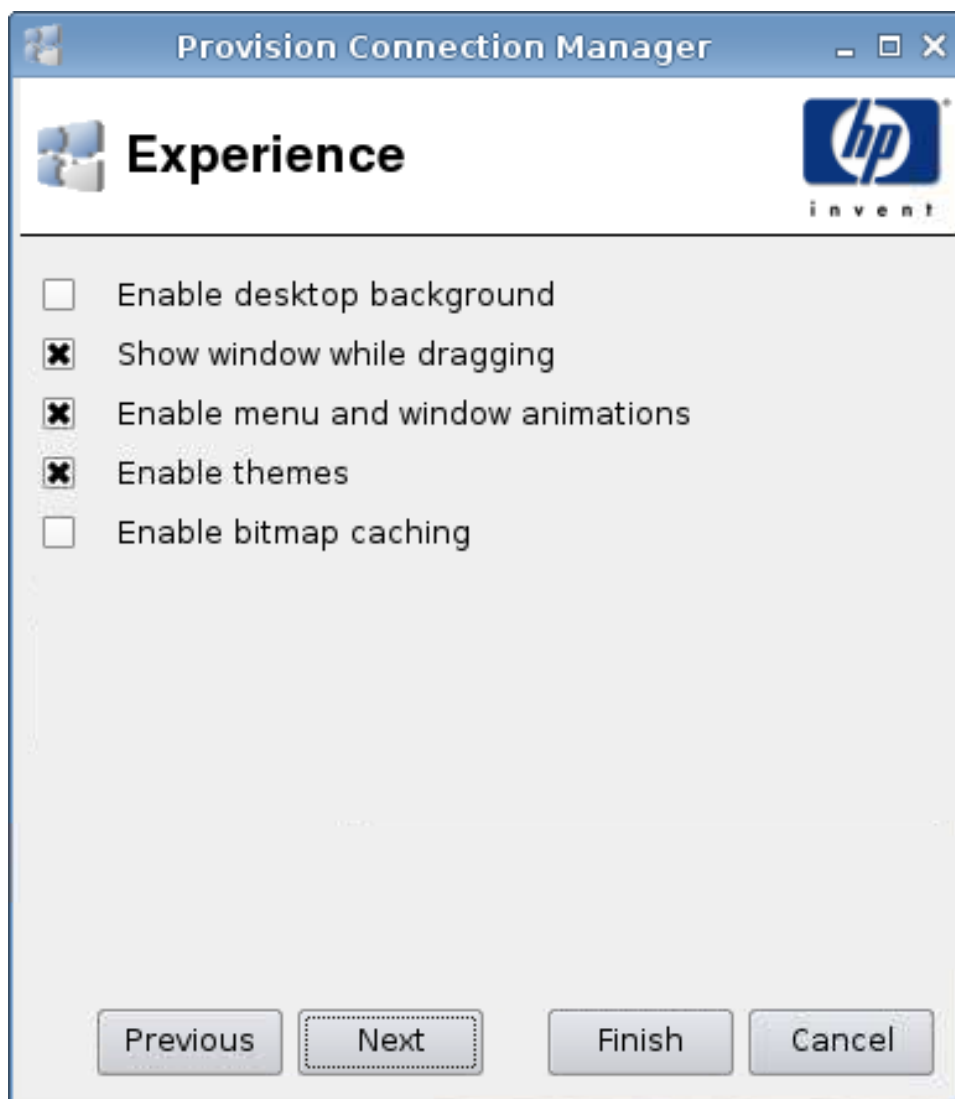 Provision Connection Manager
Experience
hp
invent
Enable desktop background
Show window while dragging
Enable menu and window animations
Enable themes
Enable bitmap caching
Previous Next Finish Cancel